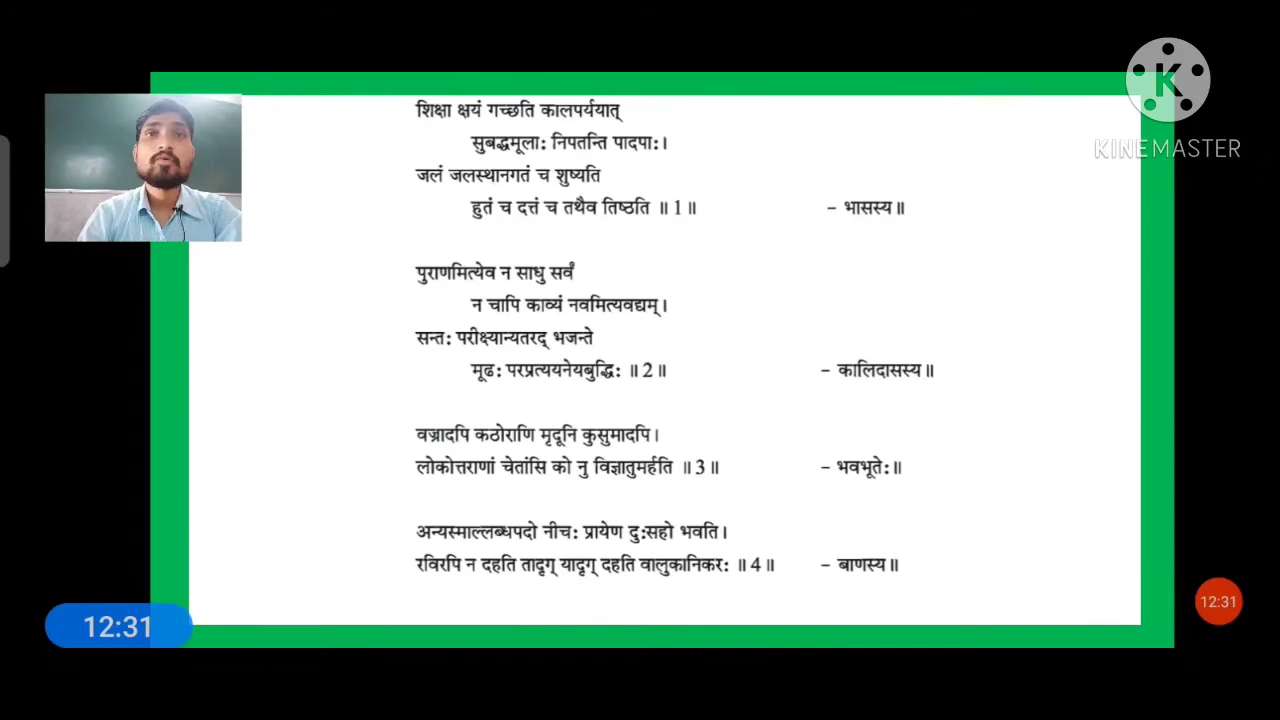 शिक्षा क्षयं गच्छति कालपर्ययात्
सुबद्धमूला: निपतन्ति पादपा:।
जलं जलस्थानगतं च शुष्यति
हुतं च दत्तं च तथैव तिष्ठति ॥1॥ – भासस्य॥
पुराणमित्येव न साधु सर्वं
न चापि काव्यं नवमित्यवद्यम्।
सन्त: परीक्ष्यान्यतरद् भजन्ते
मूढ: परप्रत्ययनेयबुद्धि: ॥2॥ – कालिदासस्य॥
वज्रादपि कठोराणि मृदूनि कुसुमादपि।
लोकोत्तराणां चेतांसि को नु विज्ञातुमर्हति ॥3॥ – भवभूते:॥
अन्यस्माल्लब्धपदो नीच: प्रायेण दु:सहो भवति।
रविरपि न दहति तादृग् यादृग् दहति वालुकानिकर: ॥4॥ – बाणस्य॥
K
KINEMASTER
12:31
12:31